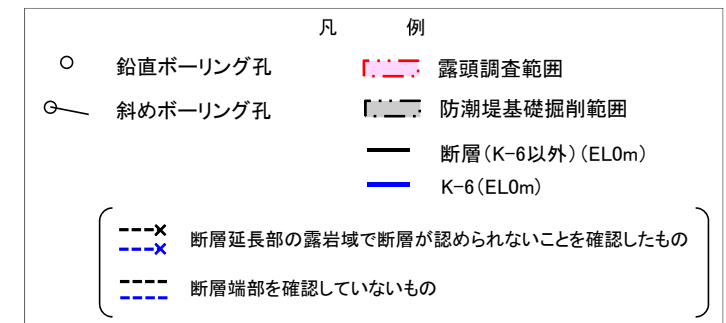 凡 例
鉛直ボーリング孔
斜めボーリング孔
露頭調査範囲
防潮堤基礎掘削範囲
断層(K-6以外)(EL0m)
K-6(EL0m)
断層延長部の露岩域で断層が認められないことを確認したもの
断層端部を確認していないもの